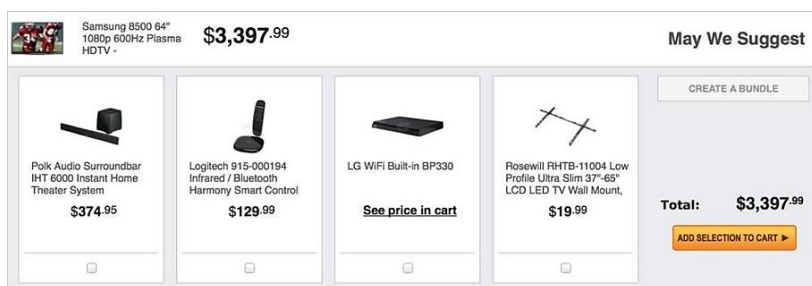 Samsung 8500 64"
1080p 600Hz Plasma
HDTV -
$3,397.99
May We Suggest
Polk Audio Surroundbar
IHT 6000 Instant Home
Theater System
$374.95
Logitech 915-000194
Infrared / Bluetooth
Harmony Smart Control
$129.99
LG WiFi Built-in BP330
See price in cart
Rosewill RHTB-11004 Low
Profile Ultra Slim 37"-65"
LCD LED TV Wall Mount,
$19.99
CREATE A BUNDLE
Total: $3,397.99
ADD SELECTION TO CART ►